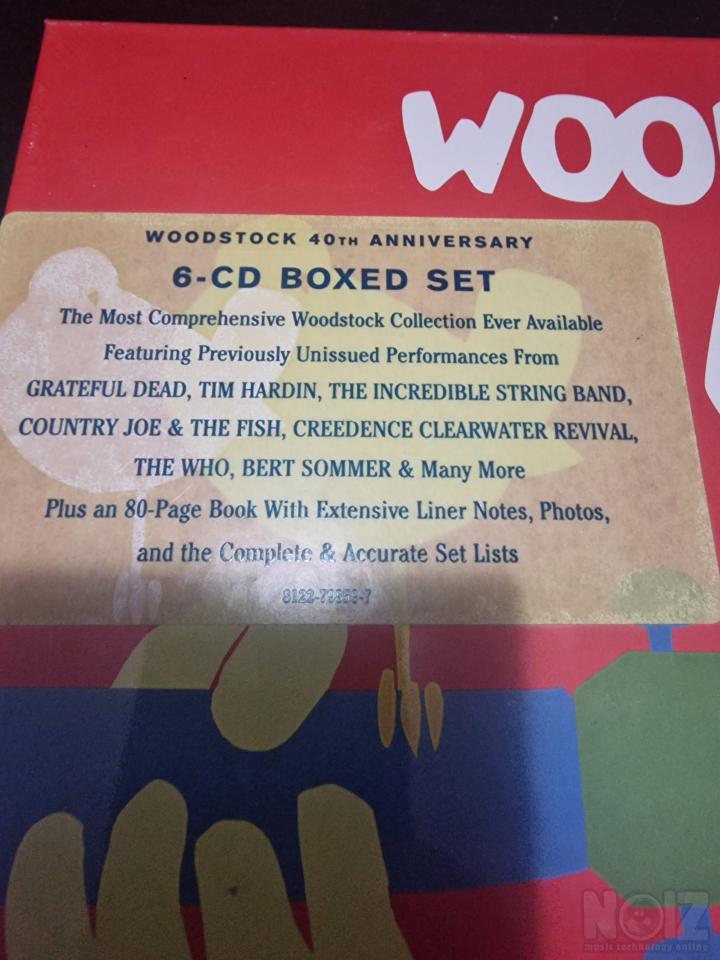 WOO
WOODSTOCK 40TH ANNIVERSARY
6-CD BOXED SET
The Most Comprehensive Woodstock Collection Ever Available
Featuring Previously Unissued Performances From
GRATEFUL DEAD, TIM HARDIN, THE INCREDIBLE STRING BAND,
COUNTRY JOE & THE FISH, CREEDENCE CLEARWATER REVIVAL,
THE WHO, BERT SOMMER & Many More
Plus an 80-Page Book With Extensive Liner Notes, Photos,
and the Complete & Accurate Set Lists
NOIZ
music technology online